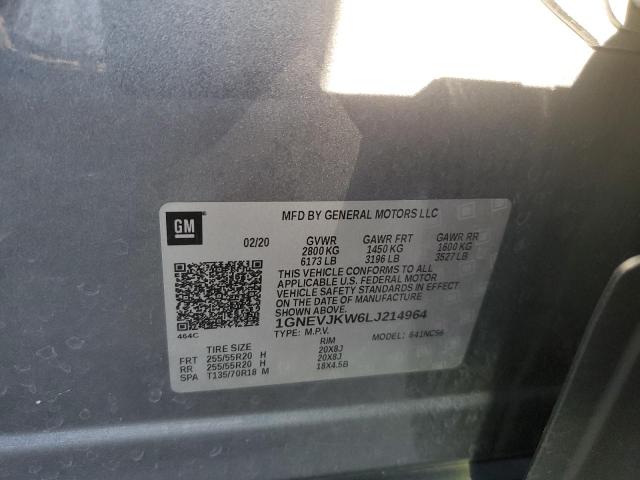 GM
MFD BY GENERAL MOTORS LLC
02/20 GVWR GAWR FRT GAWR RR
2800 KG 1450 KG 1600 KG
6173 LB 3196 LB 3527 LB
THIS VEHICLE CONFORMS TO ALL
APPLICABLE U.S. FEDERAL MOTOR
VEHICLE SAFETY STANDARDS IN EFFECT
ON THE DATE OF MANUFACTURE
SHOWN ABOVE.
1GNEVJKW6LJ214964
464C
TYPE: M.P.V. MODEL: 641NC56
TIRE SIZE RIM
FRT 255/55R20 H 20X8J
RR 255/55R20 H 20X8J
SPA T135/70R18 M 18X4.5B